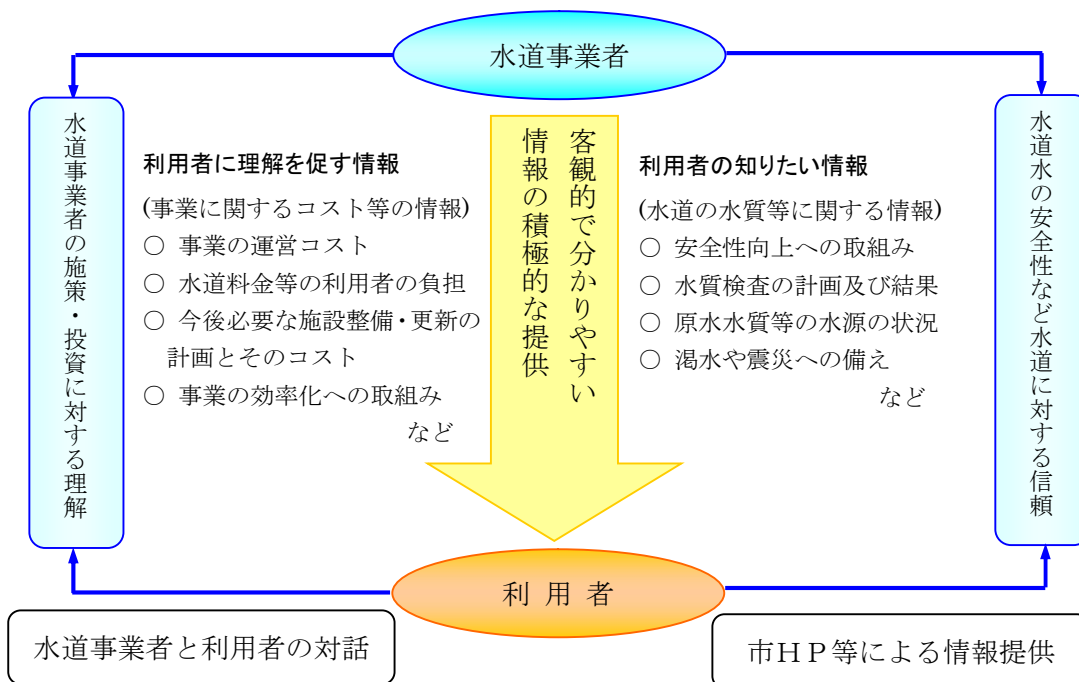 水道事業者
水道事業者の施策・投資に対する理解
利用者に理解を促す情報
(事業に関するコスト等の情報)
○ 事業の運営コスト
○ 水道料金等の利用者の負担
○ 今後必要な施設整備・更新の
計画とそのコスト
○ 事業の効率化への取組み
など
客観的で分かりやすい
情報の積極的な提供
利用者の知りたい情報
(水道の水質等に関する情報)
○ 安全性向上への取組み
○ 水質検査の計画及び結果
○ 原水水質等の水源の状況
○ 渇水や震災への備え
など
水道水の安全性など水道に対する信頼
利 用 者
水道事業者と利用者の対話
市ＨＰ等による情報提供